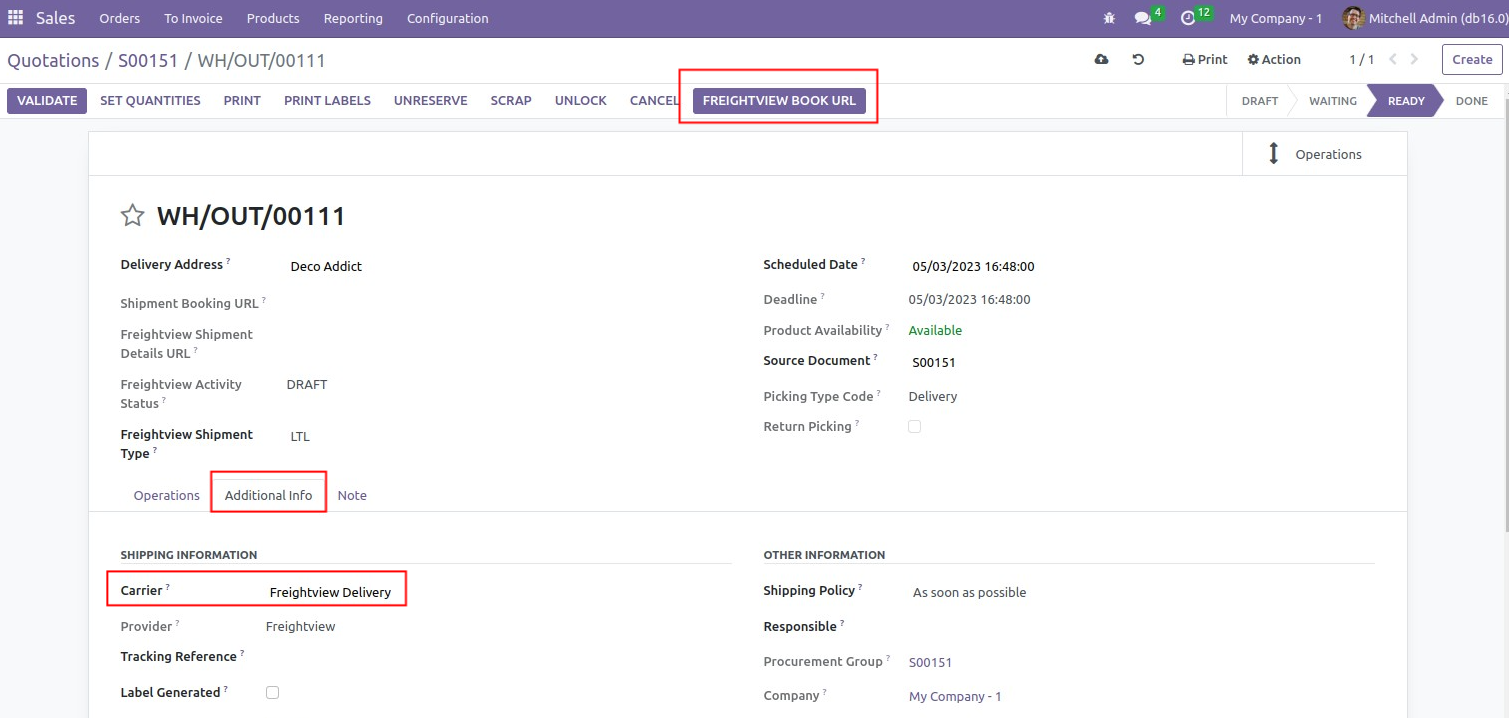 Sales Orders To Invoice Products Reporting Configuration 4 12 My Company - 1 Mitchell Admin (db16.0)
Quotations / S00151 / WH/OUT/00111 Print Action 1 / 1 Create
VALIDATE SET QUANTITIES PRINT PRINT LABELS UNRESERVE SCRAP UNLOCK CANCEL FREIGHTVIEW BOOK URL DRAFT WAITING READY DONE
Operations
WH/OUT/00111
Delivery Address ? Deco Addict
Shipment Booking URL ?
Freightview Shipment
Details URL ?
Freightview Activity
Status ?
DRAFT
Freightview Shipment
Type ?
LTL
Scheduled Date ? 05/03/2023 16:48:00
Deadline ? 05/03/2023 16:48:00
Product Availability ? Available
Source Document ? S00151
Picking Type Code ? Delivery
Return Picking ?
Operations Additional Info Note
SHIPPING INFORMATION
Carrier ? Freightview Delivery
Provider ? Freightview
Tracking Reference ?
Label Generated ?
OTHER INFORMATION
Shipping Policy ? As soon as possible
Responsible ?
Procurement Group ? S00151
Company ? My Company - 1